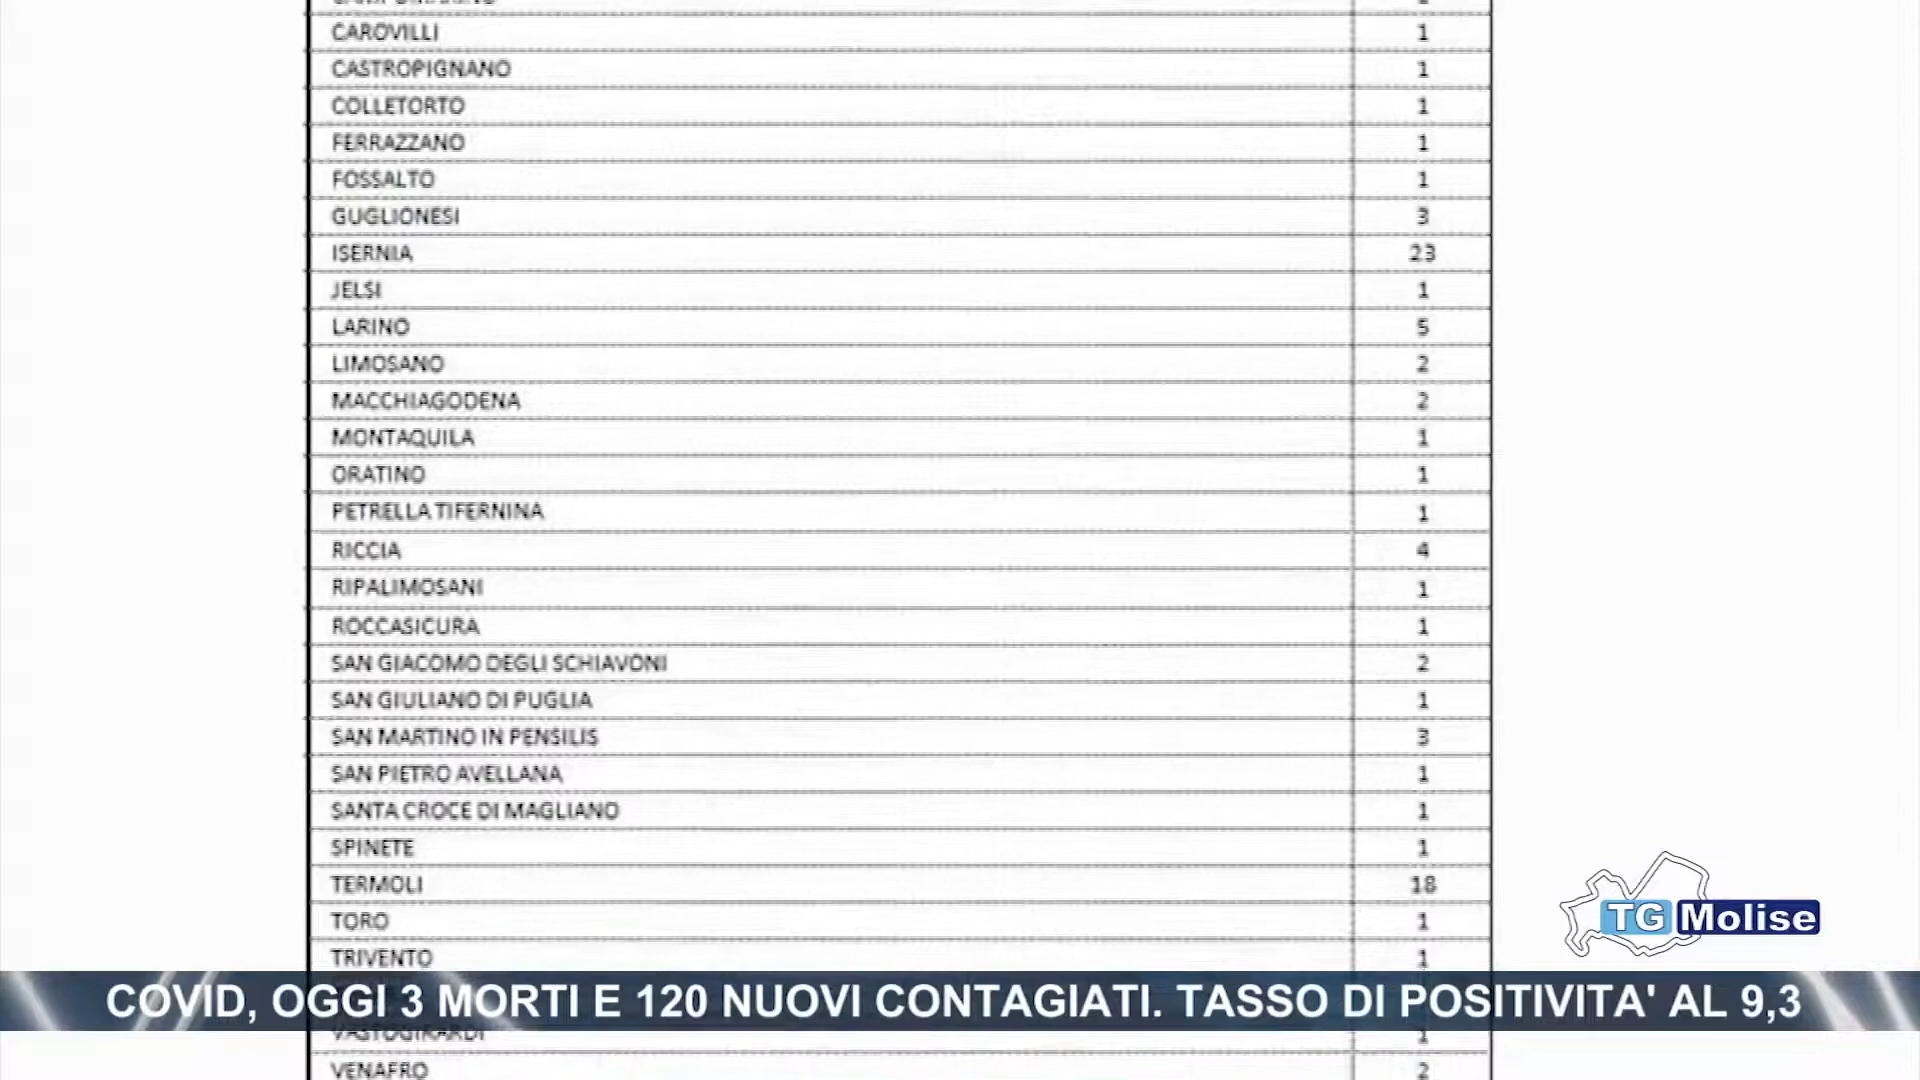 CAROVILLI 1
CASTROPIGNANO 1
COLLETORTO 1
FERRAZZANO 1
FOSSALTO 1
GUGLIONESI 3
ISERNIA 23
JELSI 1
LARINO 5
LIMOSANO 2
MACCHIAGODENA 2
MONTAQUILA 1
ORATINO 1
PETRELLA TIFERNINA 1
RICCIA 4
RIPALIMOSANI 1
ROCCASICURA 1
SAN GIACOMO DEGLI SCHIAVONI 2
SAN GIULIANO DI PUGLIA 1
SAN MARTINO IN PENSILIS 3
SAN PIETRO AVELLANA 1
SANTA CROCE DI MAGLIANO 1
SPINETE 1
TERMOLI 18
TORO 1
TRIVENTO 1
TG Molise
COVID, OGGI 3 MORTI E 120 NUOVI CONTAGIATI. TASSO DI POSITIVITA' AL 9,3
VASTOGIRARDI 1
VENAFRO 2